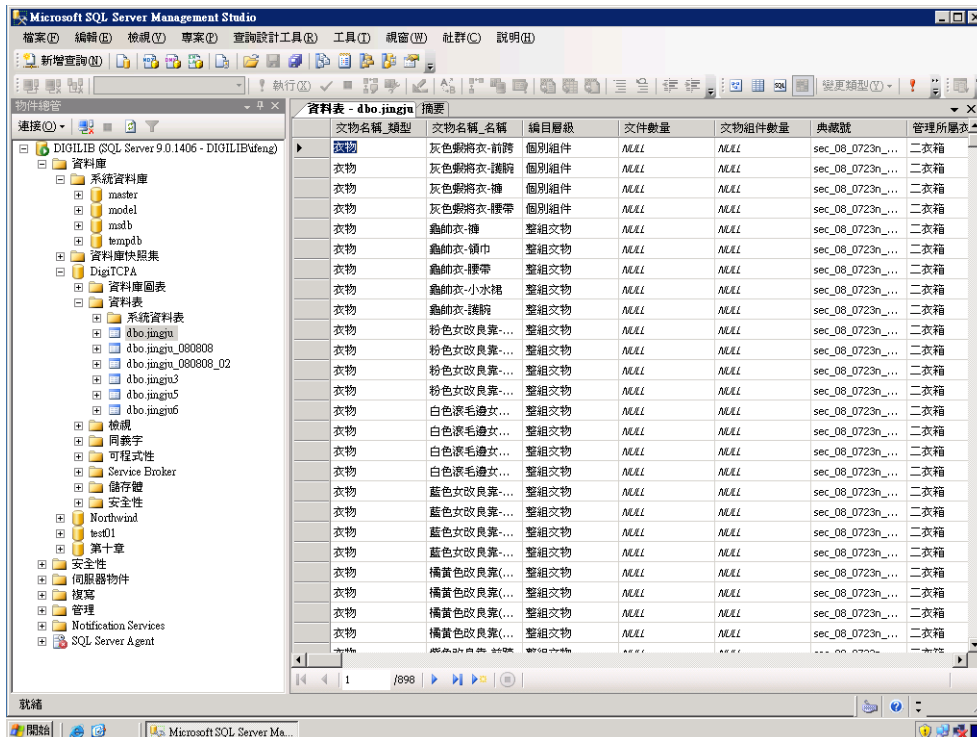 Microsoft SQL Server Management Studio
檔案(F) 編輯(E) 檢視(V) 專案(P) 查詢設計工具(R) 工具(T) 視窗(W) 社群(C) 說明(H)
新增查詢(N)
執行(X) 變更類型(Y)
物件總管
資料表 - dbo.jingju 摘要
連接(O)
交物名稱_類型 交物名稱_名稱 編目層級 交件數量 交物組件數量 典藏號 管理所屬衣
DIGILIB (SQL Server 9.0.1406 - DIGILIB\ifeng)
資料庫
系統資料庫
master
model
msdb
tempdb
資料庫快照集
DigiTCPA
資料庫圖表
資料表
系統資料表
dbo.jingju
dbo.jingju_080808
dbo.jingju_080808_02
dbo.jingju3
dbo.jingju5
dbo.jingju6
檢視
同義字
可程式性
Service Broker
儲存體
安全性
Northwind
test01
第十章
安全性
伺服器物件
複寫
管理
Notification Services
SQL Server Agent
衣物 灰色蝦將衣-前跨 個別組件 NULL NULL sec_08_0723n_... 二衣箱
衣物 灰色蝦將衣-護腕 個別組件 NULL NULL sec_08_0723n_... 二衣箱
衣物 灰色蝦將衣-褲 個別組件 NULL NULL sec_08_0723n_... 二衣箱
衣物 灰色蝦將衣-腰帶 個別組件 NULL NULL sec_08_0723n_... 二衣箱
衣物 龜帥衣-褲 整組交物 NULL NULL sec_08_0723n_... 二衣箱
衣物 龜帥衣-領巾 整組交物 NULL NULL sec_08_0723n_... 二衣箱
衣物 龜帥衣-腰帶 整組交物 NULL NULL sec_08_0723n_... 二衣箱
衣物 龜帥衣-小水裙 整組交物 NULL NULL sec_08_0723n_... 二衣箱
衣物 龜帥衣-護腕 整組交物 NULL NULL sec_08_0723n_... 二衣箱
衣物 粉色女改良靠-... 整組交物 NULL NULL sec_08_0723n_... 二衣箱
衣物 粉色女改良靠-... 整組交物 NULL NULL sec_08_0723n_... 二衣箱
衣物 粉色女改良靠-... 整組交物 NULL NULL sec_08_0723n_... 二衣箱
衣物 粉色女改良靠-... 整組交物 NULL NULL sec_08_0723n_... 二衣箱
衣物 白色滾毛邊女... 整組交物 NULL NULL sec_08_0723n_... 二衣箱
衣物 白色滾毛邊女... 整組交物 NULL NULL sec_08_0723n_... 二衣箱
衣物 白色滾毛邊女... 整組交物 NULL NULL sec_08_0723n_... 二衣箱
衣物 白色滾毛邊女... 整組交物 NULL NULL sec_08_0723n_... 二衣箱
衣物 藍色女改良靠-... 整組交物 NULL NULL sec_08_0723n_... 二衣箱
衣物 藍色女改良靠-... 整組交物 NULL NULL sec_08_0723n_... 二衣箱
衣物 藍色女改良靠-... 整組交物 NULL NULL sec_08_0723n_... 二衣箱
衣物 藍色女改良靠-... 整組交物 NULL NULL sec_08_0723n_... 二衣箱
衣物 橘黃色改良靠(... 整組交物 NULL NULL sec_08_0723n_... 二衣箱
衣物 橘黃色改良靠(... 整組交物 NULL NULL sec_08_0723n_... 二衣箱
衣物 橘黃色改良靠(... 整組交物 NULL NULL sec_08_0723n_... 二衣箱
衣物 橘黃色改良靠(... 整組交物 NULL NULL sec_08_0723n_... 二衣箱
1 /898
就緒
開始 Microsoft SQL Server Ma...